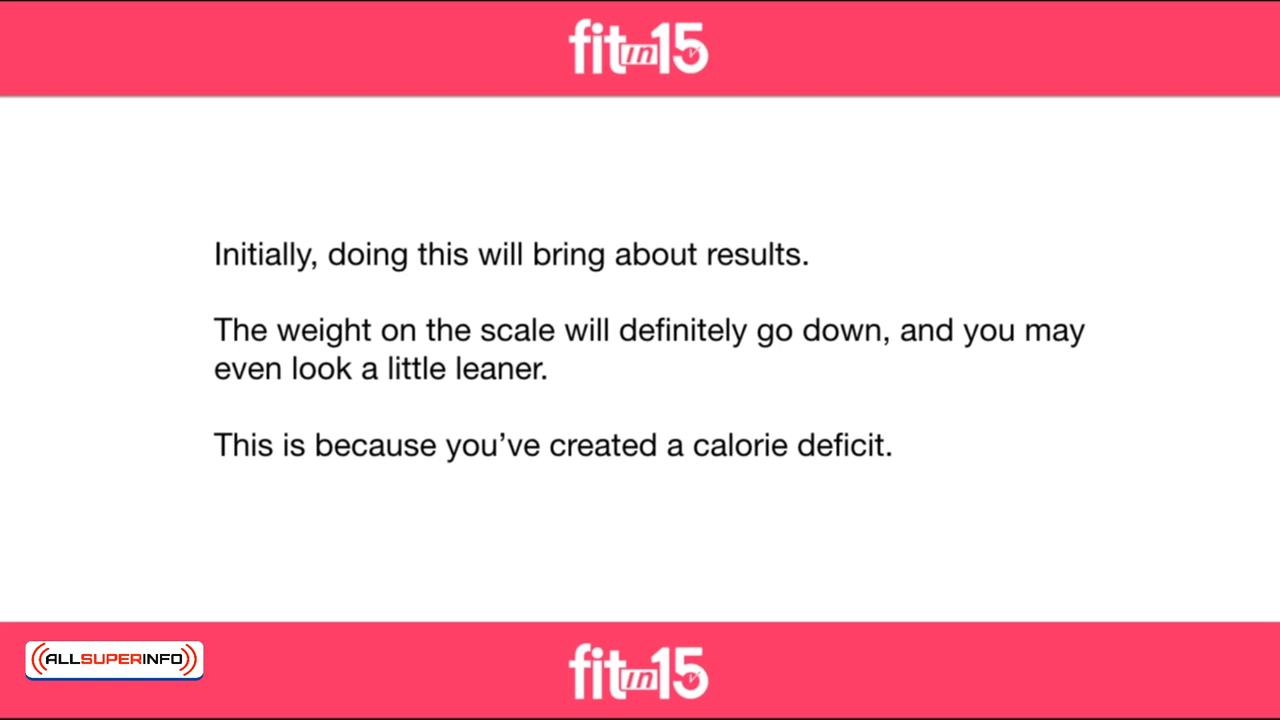 fit in 15
Initially, doing this will bring about results.
The weight on the scale will definitely go down, and you may
even look a little leaner.
This is because you’ve created a calorie deficit.
ALLSUPERINFO
fit in 15